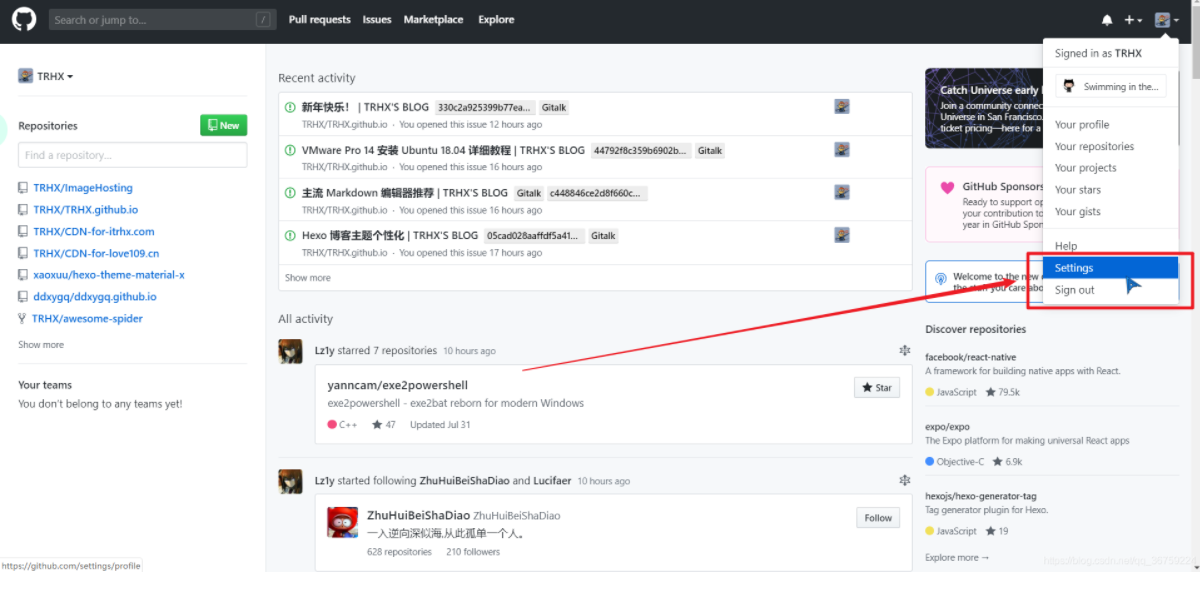 Search or jump to...
/
Pull requests Issues Marketplace Explore
TRHX
Repositories
New
Find a repository...
TRHX/ImageHosting
TRHX/TRHX.github.io
TRHX/CDN-for-itrhx.com
TRHX/CDN-for-love109.cn
xaoxuu/hexo-theme-material-x
ddxygq/ddxygq.github.io
TRHX/awesome-spider
Show more
Your teams
You don't belong to any teams yet!
Recent activity
新年快乐！ | TRHX'S BLOG 330c2a925399b77ea... Gitalk
TRHX/TRHX.github.io · You opened this issue 12 hours ago
VMware Pro 14 安装 Ubuntu 18.04 详细教程 | TRHX'S BLOG 44792f8c359b6902b... Gitalk
TRHX/TRHX.github.io · You opened this issue 16 hours ago
主流 Markdown 编辑器推荐 | TRHX'S BLOG Gitalk c448846ce2d8f660c...
TRHX/TRHX.github.io · You opened this issue 16 hours ago
Hexo 博客主题个性化 | TRHX'S BLOG 05cad028aaffdf5a41... Gitalk
TRHX/TRHX.github.io · You opened this issue 17 hours ago
Show more
All activity
Lz1y starred 7 repositories 10 hours ago
yanncam/exe2powershell
Star
exe2powershell - exe2bat reborn for modern Windows
C++ 47 Updated Jul 31
Lz1y started following ZhuHuiBeiShaDiao and Lucifaer 10 hours ago
ZhuHuiBeiShaDiao ZhuHuiBeiShaDiao
Follow
一入逆向深似海,从此孤单一个人。
628 repositories 210 followers
Catch Universe early
Join a community connec
Universe in San Francisco.
ticket pricing—here for a
GitHub Sponsors
Ready to support op
your contribution to
year in GitHub Spon
Welcome to the new
the stuff you care abo
Signed in as TRHX
Swimming in the...
Your profile
Your repositories
Your projects
Your stars
Your gists
Help
Settings
Sign out
Discover repositories
facebook/react-native
A framework for building native apps with React.
JavaScript 79.5k
expo/expo
The Expo platform for making universal React apps
Objective-C 6.9k
hexojs/hexo-generator-tag
Tag generator plugin for Hexo.
JavaScript 19
Explore more →
https://github.com/settings/profile